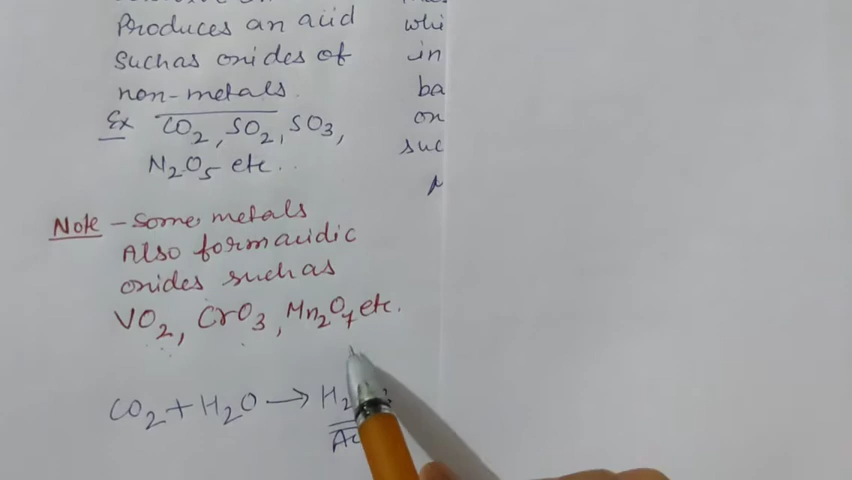 Produces an acid
Such as oxides of
non-metals.
Ex CO2, SO2, SO3,
N2O5 etc..
Note - Some metals
Also form acidic
oxides such as
VO2, CrO3, Mn2O7 etc.
CO2 + H2O → H2
whi
in
ba
on
suc